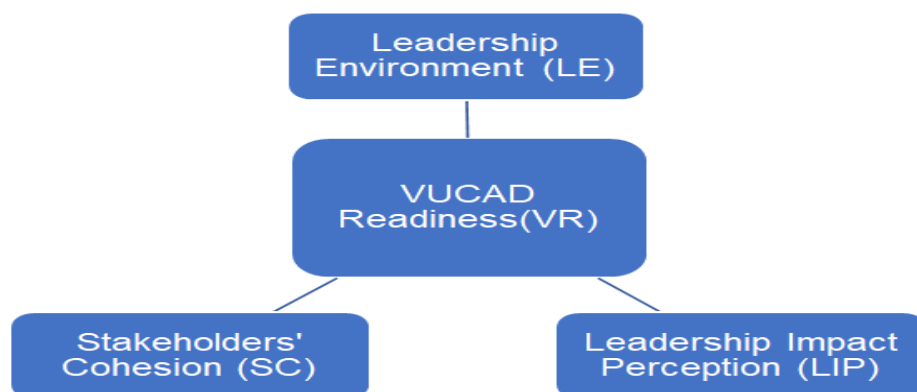 Leadership
Environment (LE)
VUCAD
Readiness(VR)
Stakeholders'
Cohesion (SC)
Leadership Impact
Perception (LIP)